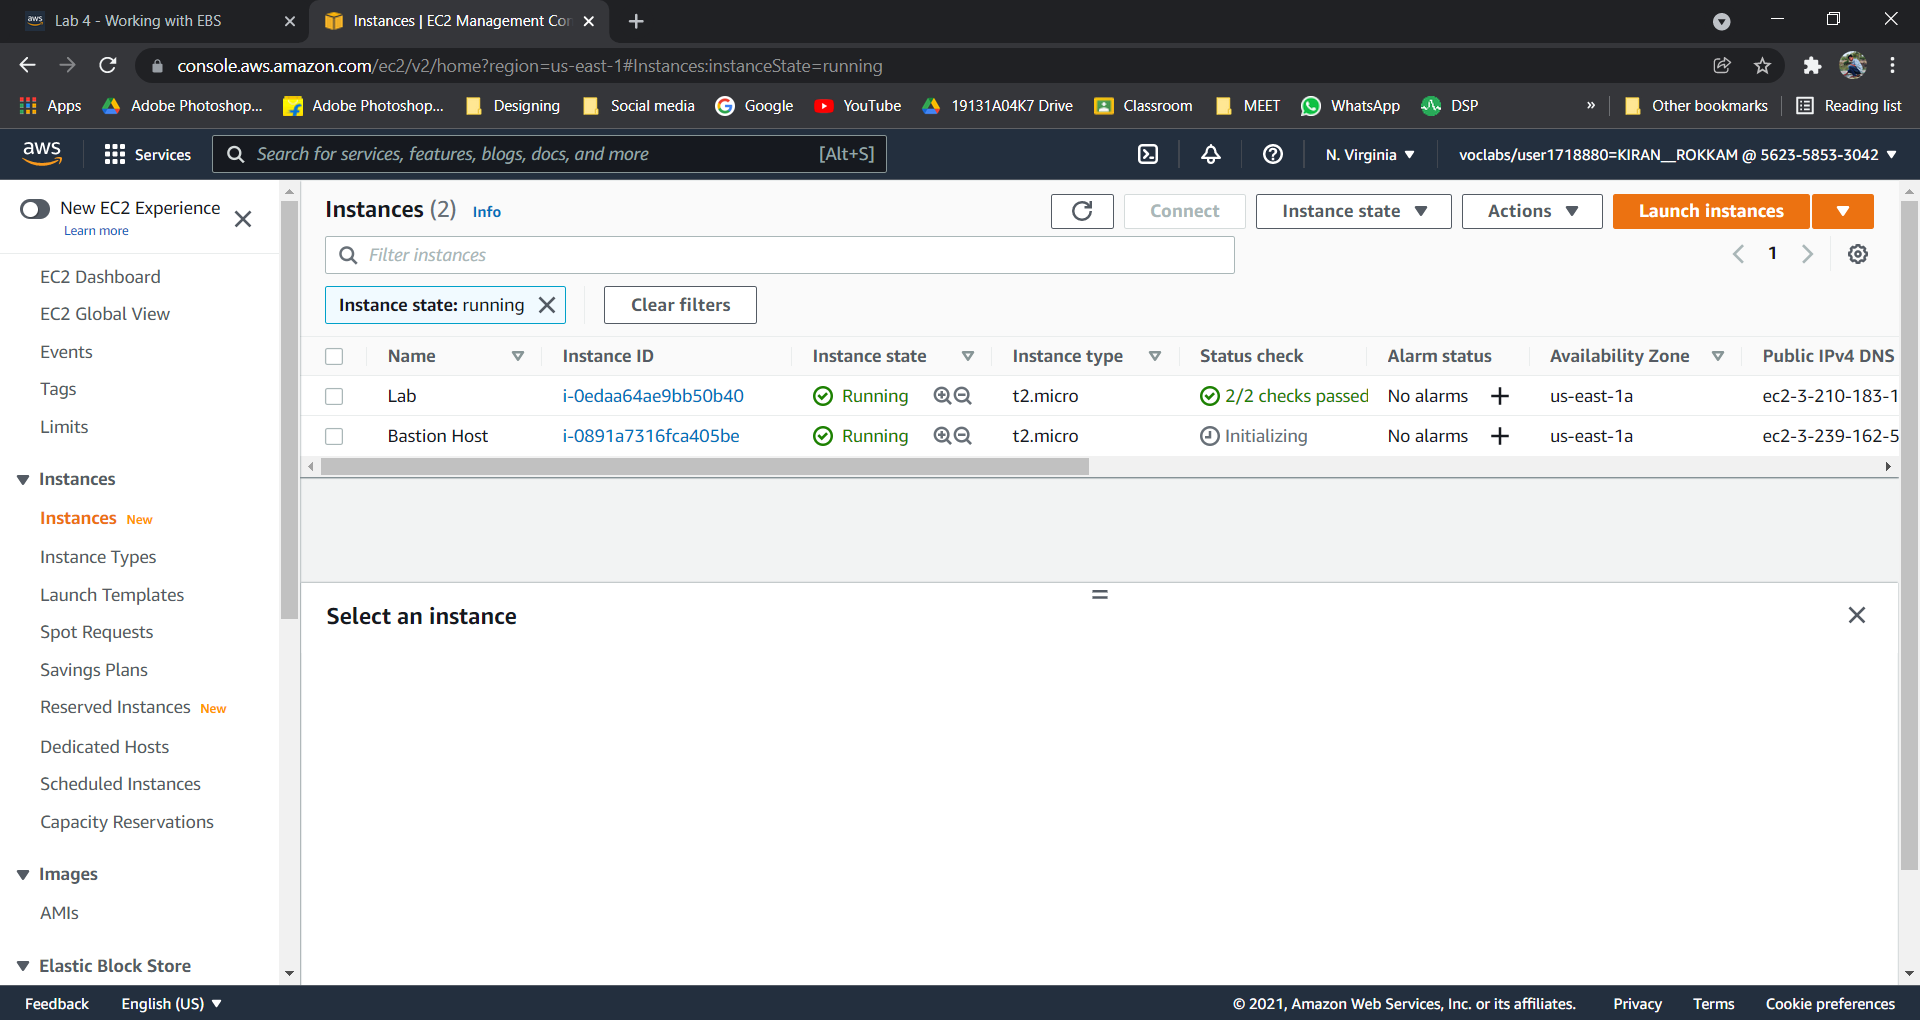 Lab 4 - Working with EBS
Instances | EC2 Management Con
console.aws.amazon.com/ec2/v2/home?region=us-east-1#Instances:instanceState=running
Apps Adobe Photoshop... Adobe Photoshop... Designing Social media Google YouTube 19131A04K7 Drive Classroom MEET WhatsApp DSP » Other bookmarks Reading list
aws Services Search for services, features, blogs, docs, and more [Alt+S] N. Virginia voclabs/user1718880=KIRAN__ROKKAM @ 5623-5853-3042
New EC2 Experience
Learn more
EC2 Dashboard
EC2 Global View
Events
Tags
Limits
Instances
Instances New
Instance Types
Launch Templates
Spot Requests
Savings Plans
Reserved Instances New
Dedicated Hosts
Scheduled Instances
Capacity Reservations
Images
AMIs
Elastic Block Store
Instances (2) Info
Connect Instance state Actions Launch instances
Filter instances
1
Instance state: running Clear filters
Name Instance ID Instance state Instance type Status check Alarm status Availability Zone Public IPv4 DNS
Lab i-0edaa64ae9bb50b40 Running t2.micro 2/2 checks passed No alarms us-east-1a ec2-3-210-183-1
Bastion Host i-0891a7316fca405be Running t2.micro Initializing No alarms us-east-1a ec2-3-239-162-5
Select an instance
Feedback English (US) © 2021, Amazon Web Services, Inc. or its affiliates. Privacy Terms Cookie preferences